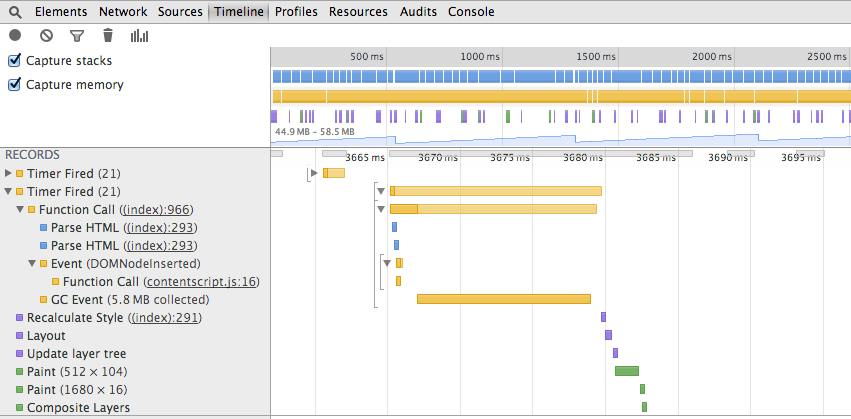 Elements Network Sources Timeline Profiles Resources Audits Console
Capture stacks
Capture memory
500 ms 1000 ms 1500 ms 2000 ms 2500 ms
44.9 MB – 58.5 MB
RECORDS
3665 ms 3670 ms 3675 ms 3680 ms 3685 ms 3690 ms 3695 ms
Timer Fired (21)
Timer Fired (21)
Function Call ((index):966)
Parse HTML ((index):293)
Parse HTML ((index):293)
Event (DOMNodeInserted)
Function Call (contentscript.js:16)
GC Event (5.8 MB collected)
Recalculate Style ((index):291)
Layout
Update layer tree
Paint (512 × 104)
Paint (1680 × 16)
Composite Layers